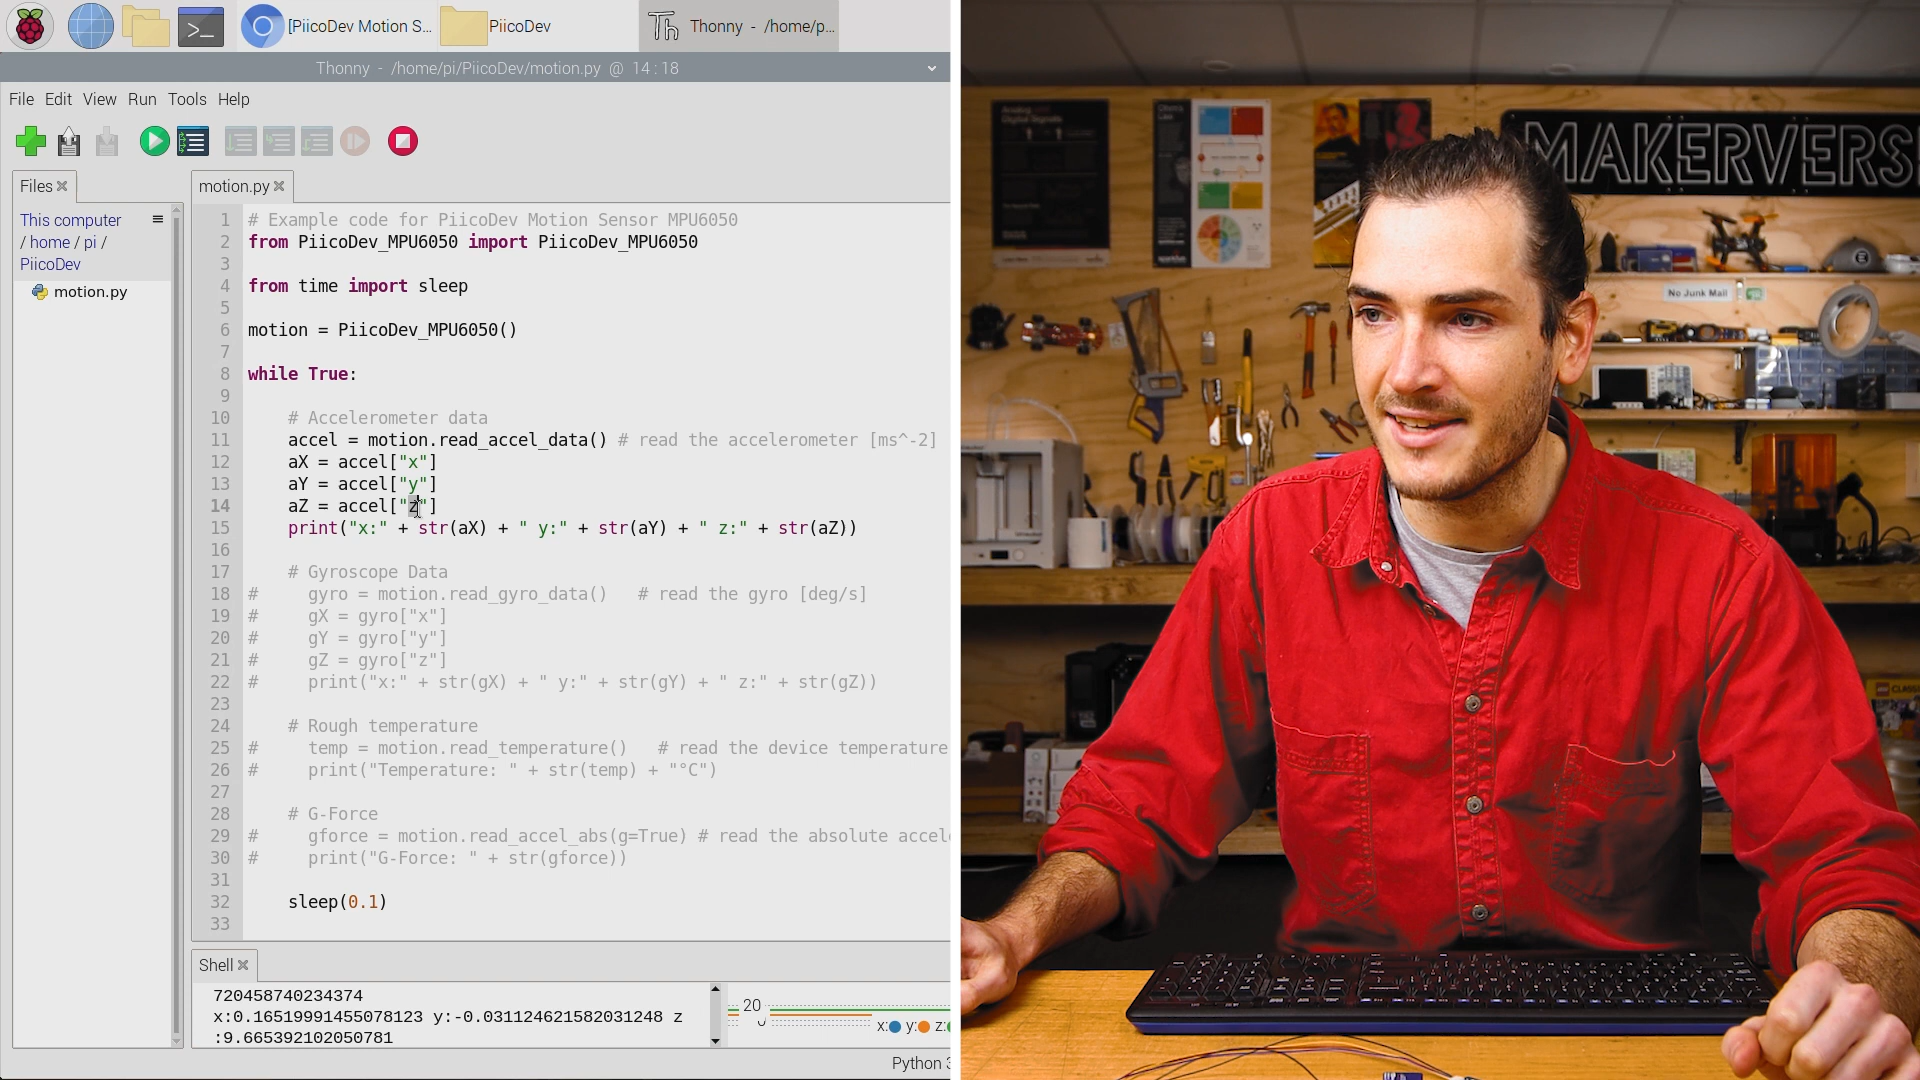 [PiicoDev Motion S...
PiicoDev
Thonny - /home/p...
Thonny - /home/pi/PiicoDev/motion.py @ 14 : 18
File Edit View Run Tools Help
Files
This computer
/ home / pi /
PiicoDev
motion.py
motion.py
1 # Example code for PiicoDev Motion Sensor MPU6050
2 from PiicoDev_MPU6050 import PiicoDev_MPU6050
3
4 from time import sleep
5
6 motion = PiicoDev_MPU6050()
7
8 while True:
9
10 # Accelerometer data
11 accel = motion.read_accel_data() # read the accelerometer [ms^-2]
12 aX = accel["x"]
13 aY = accel["y"]
14 aZ = accel["z"]
15 print("x:" + str(aX) + " y:" + str(aY) + " z:" + str(aZ))
16
17 # Gyroscope Data
18 # gyro = motion.read_gyro_data() # read the gyro [deg/s]
19 # gX = gyro["x"]
20 # gY = gyro["y"]
21 # gZ = gyro["z"]
22 # print("x:" + str(gX) + " y:" + str(gY) + " z:" + str(gZ))
23
24 # Rough temperature
25 # temp = motion.read_temperature() # read the device temperature
26 # print("Temperature: " + str(temp) + "°C")
27
28 # G-Force
29 # gforce = motion.read_accel_abs(g=True) # read the absolute accel
30 # print("G-Force: " + str(gforce))
31
32 sleep(0.1)
33
Shell
720458740234374
x:0.16519991455078123 y:-0.031124621582031248 z
:9.665392102050781
20
0
x: y: z:
Python 3
MAKERVERS
Analog
Digital Signals
No Junk Mail
CLASSIC